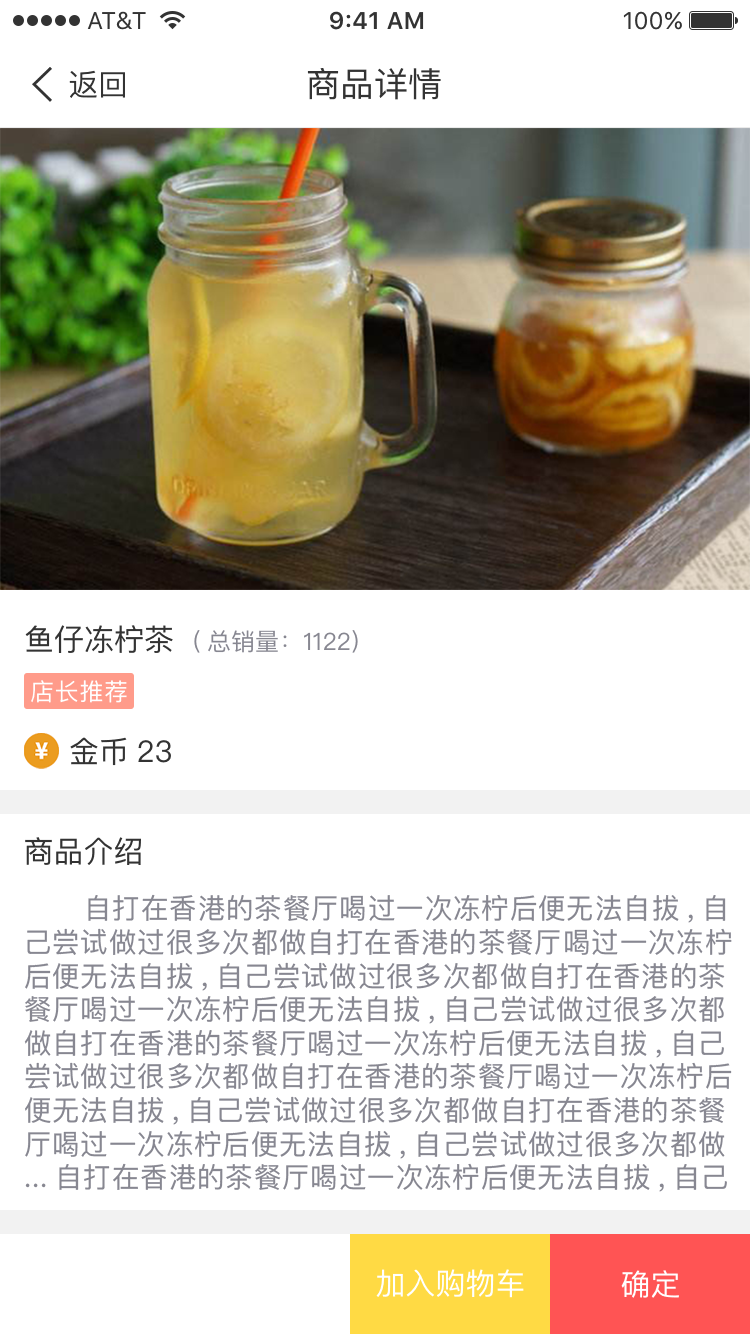 AT&T 9:41 AM 100%
返回 商品详情
鱼仔冻柠茶 (总销量：1122)
店长推荐
¥ 金币 23
商品介绍
自打在香港的茶餐厅喝过一次冻柠后便无法自拔，自
己尝试做过很多次都做自打在香港的茶餐厅喝过一次冻柠
后便无法自拔，自己尝试做过很多次都做自打在香港的茶
餐厅喝过一次冻柠后便无法自拔，自己尝试做过很多次都
做自打在香港的茶餐厅喝过一次冻柠后便无法自拔，自己
尝试做过很多次都做自打在香港的茶餐厅喝过一次冻柠后
便无法自拔，自己尝试做过很多次都做自打在香港的茶餐
厅喝过一次冻柠后便无法自拔，自己尝试做过很多次都做
... 自打在香港的茶餐厅喝过一次冻柠后便无法自拔，自己
加入购物车 确定